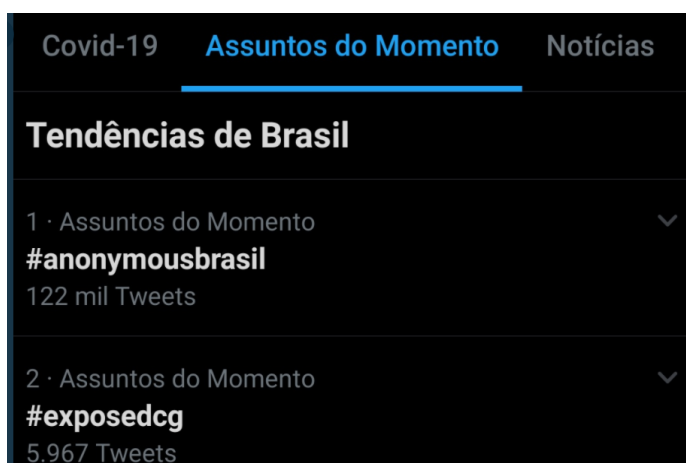 Covid-19 Assuntos do Momento Notícias
Tendências de Brasil
1 · Assuntos do Momento
#anonymousbrasil
122 mil Tweets
2 · Assuntos do Momento
#exposedcg
5.967 Tweets